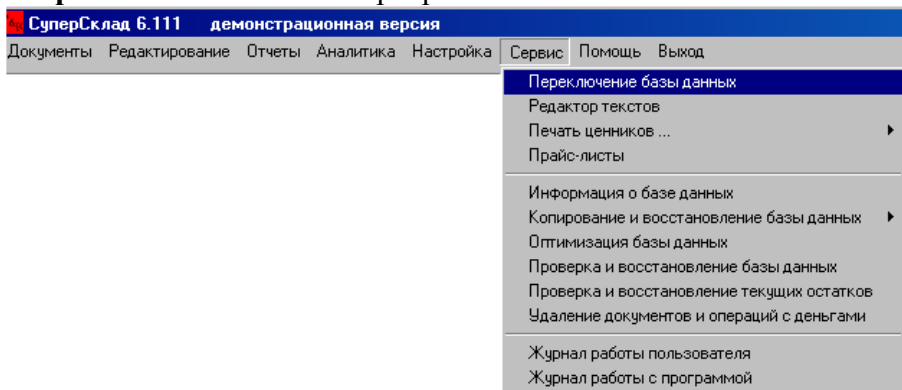 СуперСклад 6.111 демонстрационная версия
Документы Редактирование Отчеты Аналитика Настройка Сервис Помощь Выход
Переключение базы данных
Редактор текстов
Печать ценников ...
Прайс-листы
Информация о базе данных
Копирование и восстановление базы данных
Оптимизация базы данных
Проверка и восстановление базы данных
Проверка и восстановление текущих остатков
Удаление документов и операций с деньгами
Журнал работы пользователя
Журнал работы с программой